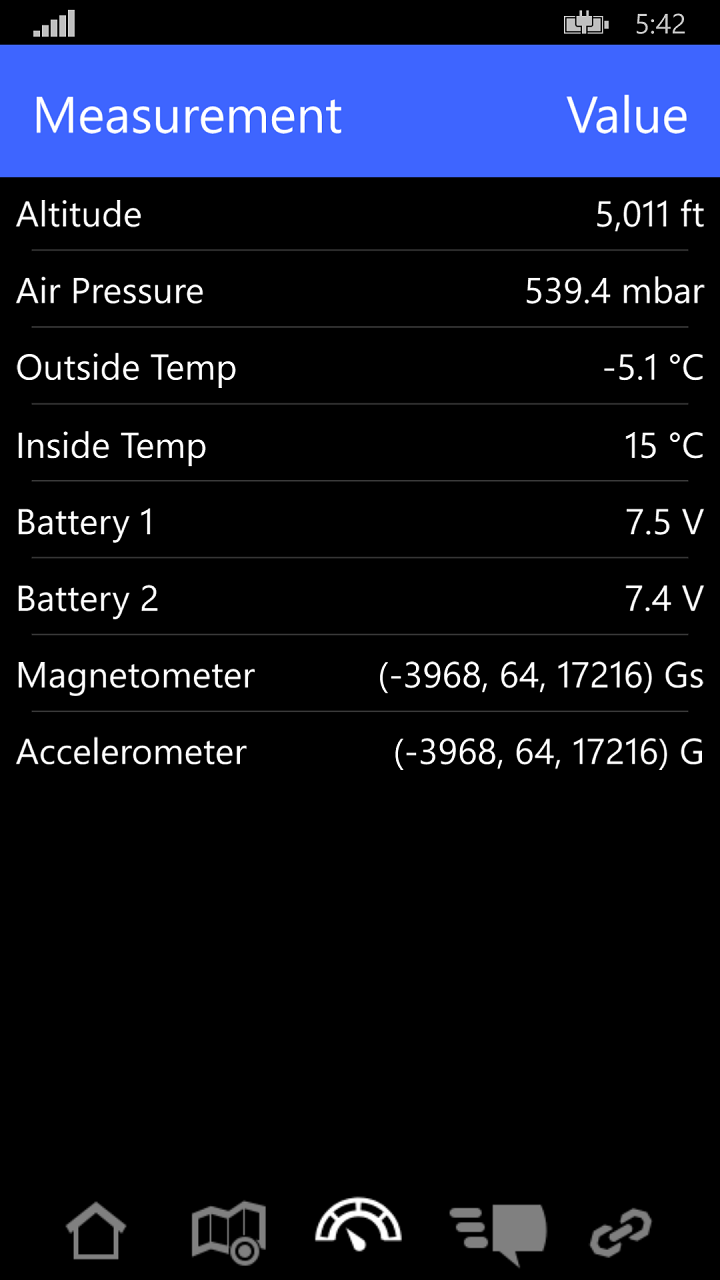 5:42
Measurement Value
Altitude 5,011 ft
Air Pressure 539.4 mbar
Outside Temp -5.1 °C
Inside Temp 15 °C
Battery 1 7.5 V
Battery 2 7.4 V
Magnetometer (-3968, 64, 17216) Gs
Accelerometer (-3968, 64, 17216) G